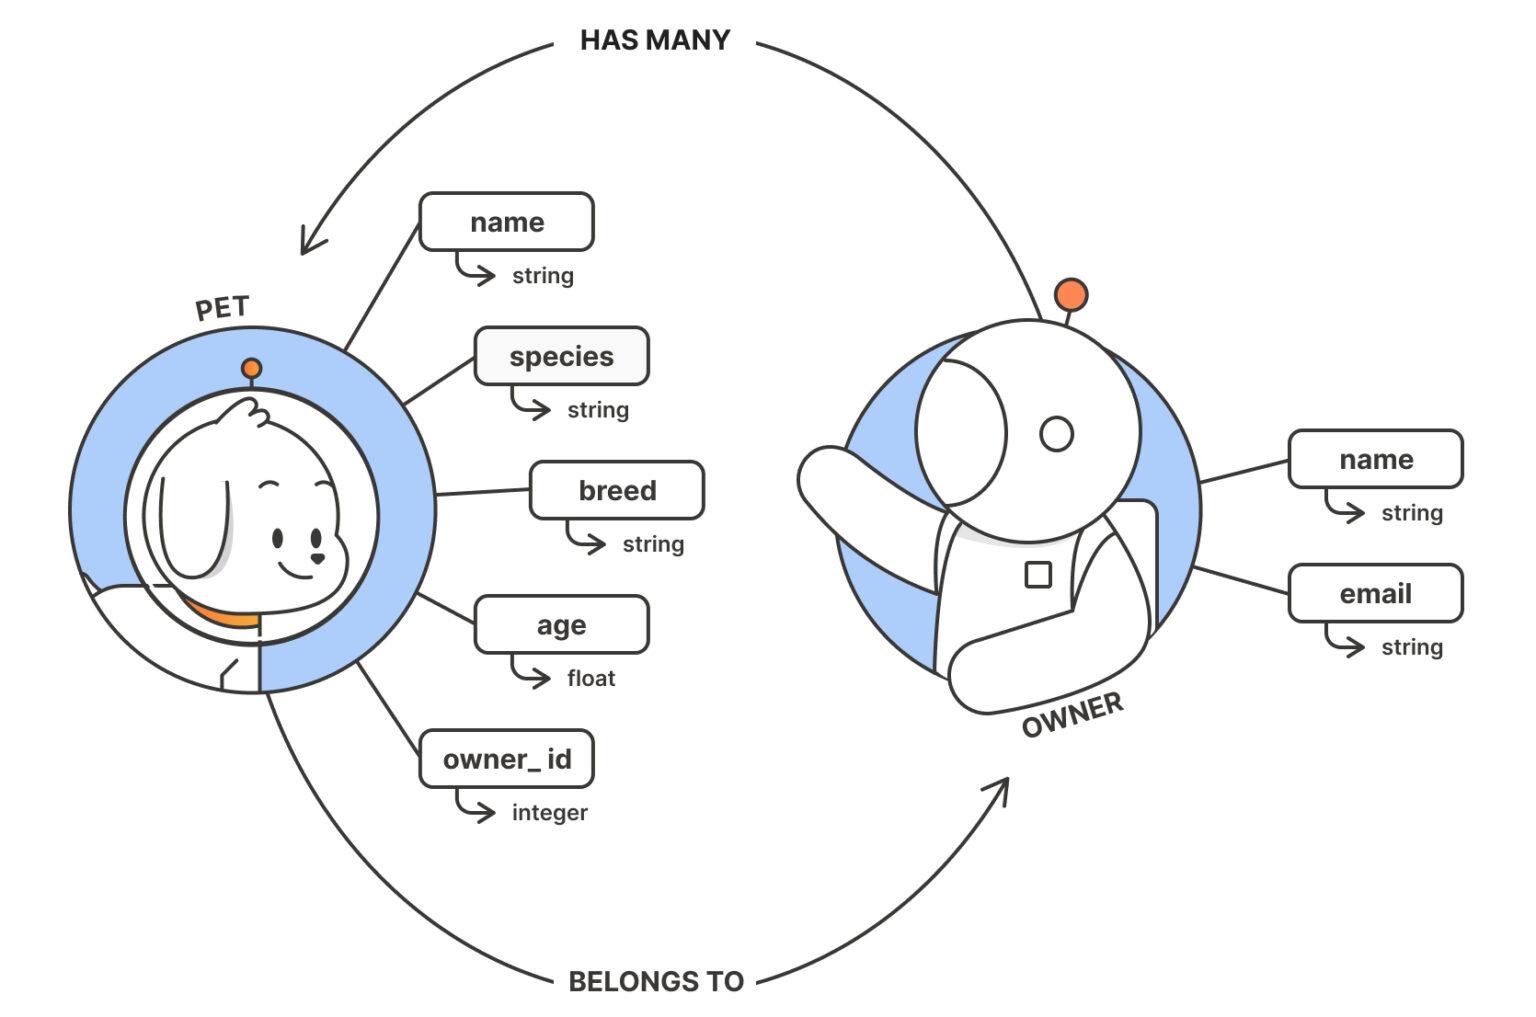 HAS MANY
name
string
PET
species
string
breed
string
age
float
owner_ id
integer
name
string
email
string
OWNER
BELONGS TO